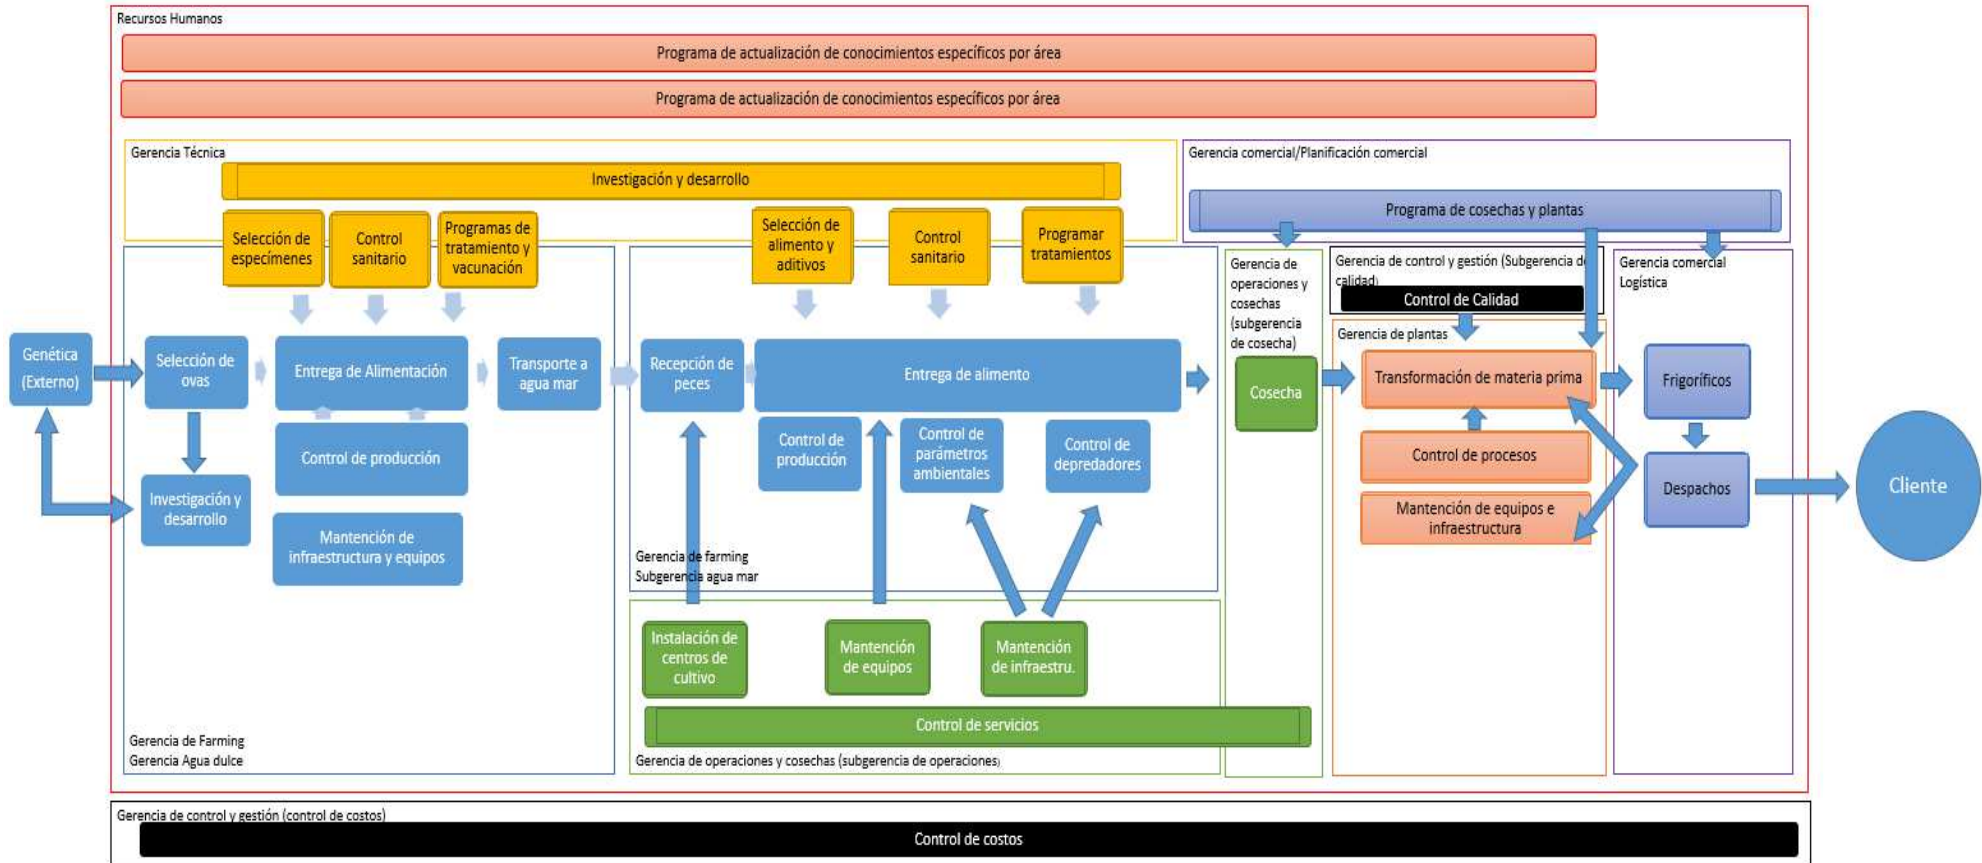 Recursos Humanos
Programa de actualización de conocimientos específicos por área
Programa de actualización de conocimientos específicos por área
Gerencia Técnica
Investigación y desarrollo
Selección de
especímenes
Control
sanitario
Programas de
tratamiento y
vacunación
Selección de
alimento y
aditivos
Control
sanitario
Programar
tratamientos
Gerencia comercial/Planificación comercial
Programa de cosechas y plantas
Genética
(Externo)
Selección de
ovas
Entrega de Alimentación
Transporte a
agua mar
Control de producción
Investigación y
desarrollo
Mantención de
infraestructura y equipos
Gerencia de Farming
Gerencia Agua dulce
Recepción de
peces
Entrega de alimento
Control de
producción
Control de
parámetros
ambientales
Control de
depredadores
Gerencia de farming
Subgerencia agua mar
Instalación de
centros de
cultivo
Mantención
de equipos
Mantención
de infraestru.
Control de servicios
Gerencia de operaciones y cosechas (subgerencia de operaciones)
Gerencia de
operaciones y
cosechas
(subgerencia
de cosecha)
Cosecha
Gerencia de control y gestión (Subgerencia de
calidad)
Control de Calidad
Gerencia de plantas
Transformación de materia prima
Control de procesos
Mantención de equipos e
infraestructura
Gerencia comercial
Logística
Frigoríficos
Despachos
Cliente
Gerencia de control y gestión (control de costos)
Control de costos